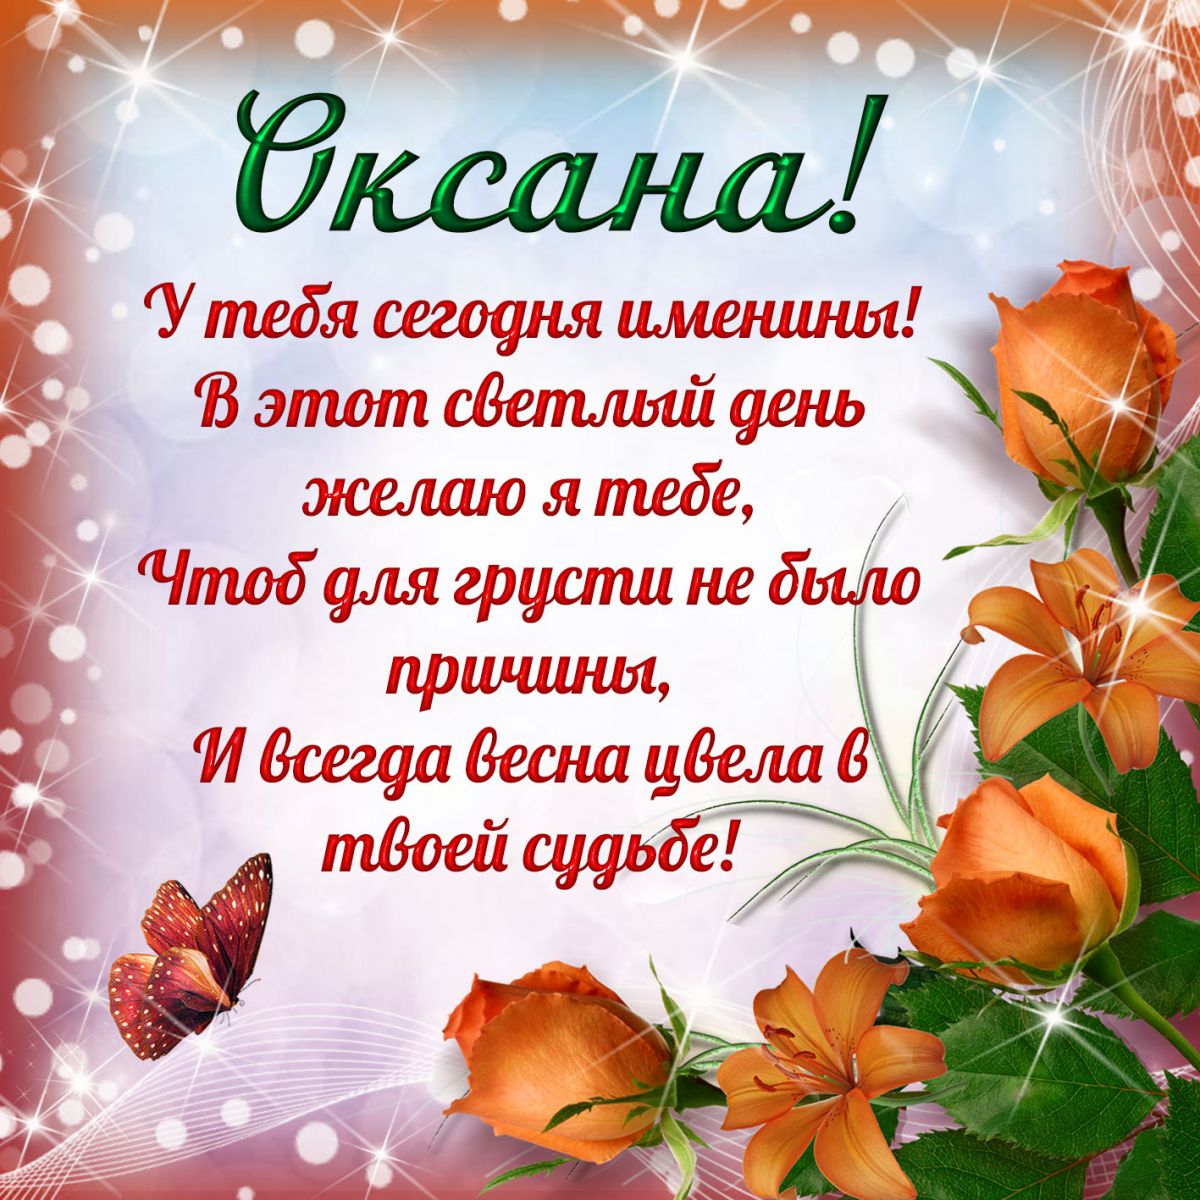 Оксана!
У тебя сегодня именины!
В этот светлый день
желаю я тебе,
Чтоб для грусти не было
причины,
И всегда весна цвела в
твоей судьбе!